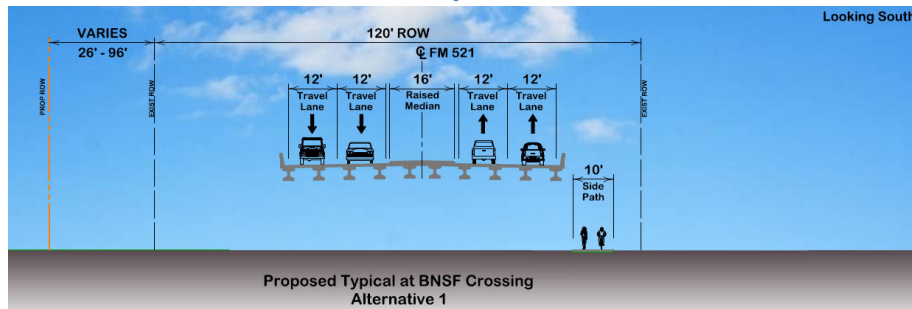 Looking South
VARIES
26' - 96'
120' ROW
℄ FM 521
PROP ROW
EXIST ROW
EXIST ROW
12'
Travel
Lane
12'
Travel
Lane
16'
Raised
Median
12'
Travel
Lane
12'
Travel
Lane
10'
Side
Path
Proposed Typical at BNSF Crossing
Alternative 1